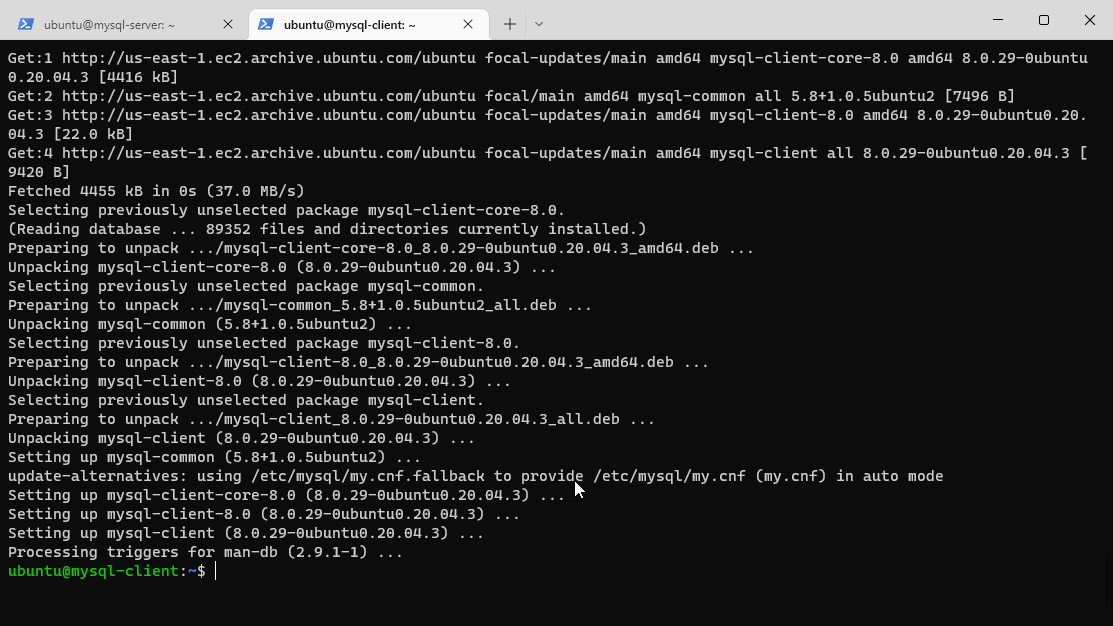 ubuntu@mysql-server: ~
ubuntu@mysql-client: ~
Get:1 http://us-east-1.ec2.archive.ubuntu.com/ubuntu focal-updates/main amd64 mysql-client-core-8.0 amd64 8.0.29-0ubuntu
0.20.04.3 [4416 kB]
Get:2 http://us-east-1.ec2.archive.ubuntu.com/ubuntu focal/main amd64 mysql-common all 5.8+1.0.5ubuntu2 [7496 B]
Get:3 http://us-east-1.ec2.archive.ubuntu.com/ubuntu focal-updates/main amd64 mysql-client-8.0 amd64 8.0.29-0ubuntu0.20.
04.3 [22.0 kB]
Get:4 http://us-east-1.ec2.archive.ubuntu.com/ubuntu focal-updates/main amd64 mysql-client all 8.0.29-0ubuntu0.20.04.3 [
9420 B]
Fetched 4455 kB in 0s (37.0 MB/s)
Selecting previously unselected package mysql-client-core-8.0.
(Reading database ... 89352 files and directories currently installed.)
Preparing to unpack .../mysql-client-core-8.0_8.0.29-0ubuntu0.20.04.3_amd64.deb ...
Unpacking mysql-client-core-8.0 (8.0.29-0ubuntu0.20.04.3) ...
Selecting previously unselected package mysql-common.
Preparing to unpack .../mysql-common_5.8+1.0.5ubuntu2_all.deb ...
Unpacking mysql-common (5.8+1.0.5ubuntu2) ...
Selecting previously unselected package mysql-client-8.0.
Preparing to unpack .../mysql-client-8.0_8.0.29-0ubuntu0.20.04.3_amd64.deb ...
Unpacking mysql-client-8.0 (8.0.29-0ubuntu0.20.04.3) ...
Selecting previously unselected package mysql-client.
Preparing to unpack .../mysql-client_8.0.29-0ubuntu0.20.04.3_all.deb ...
Unpacking mysql-client (8.0.29-0ubuntu0.20.04.3) ...
Setting up mysql-common (5.8+1.0.5ubuntu2) ...
update-alternatives: using /etc/mysql/my.cnf.fallback to provide /etc/mysql/my.cnf (my.cnf) in auto mode
Setting up mysql-client-core-8.0 (8.0.29-0ubuntu0.20.04.3) ...
Setting up mysql-client-8.0 (8.0.29-0ubuntu0.20.04.3) ...
Setting up mysql-client (8.0.29-0ubuntu0.20.04.3) ...
Processing triggers for man-db (2.9.1-1) ...
ubuntu@mysql-client:~$